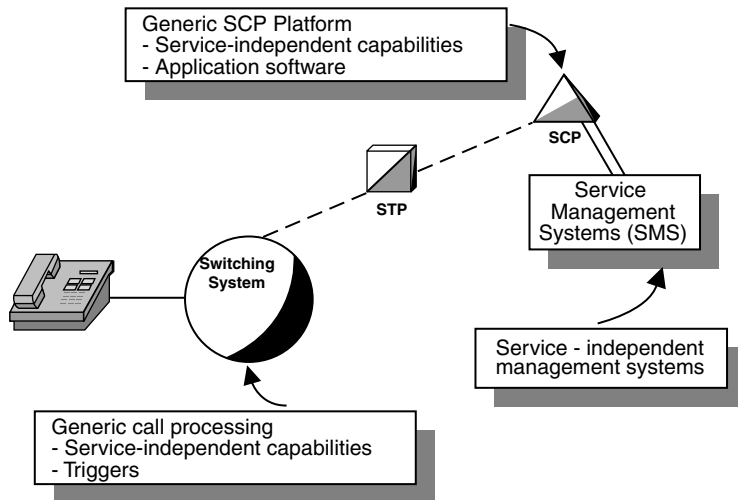 Generic SCP Platform
- Service-independent capabilities
- Application software
SCP
STP
Service
Management
Systems (SMS)
Switching
System
Service - independent
management systems
Generic call processing
- Service-independent capabilities
- Triggers